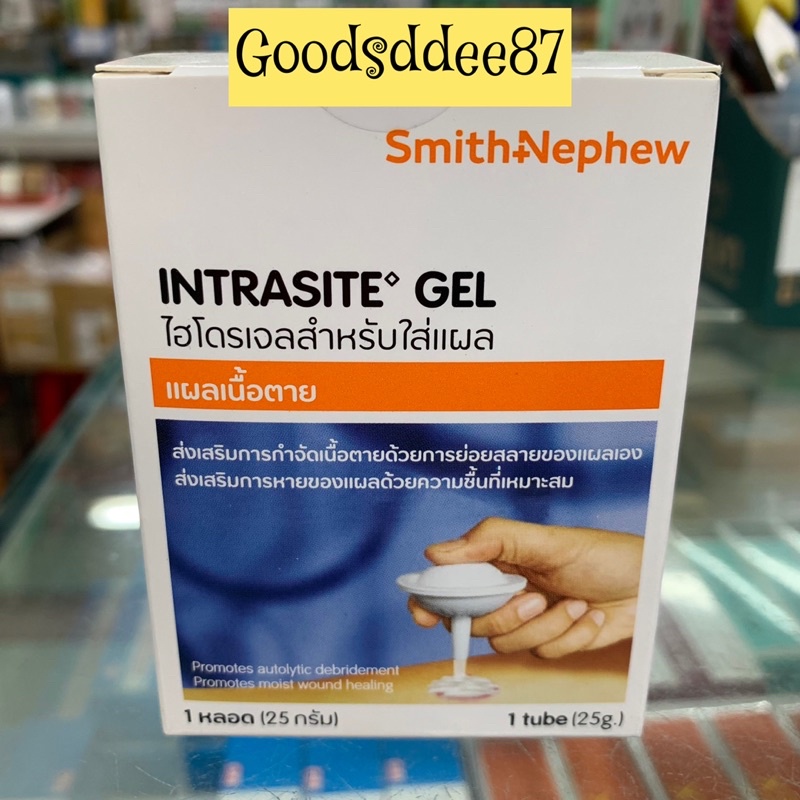 Goodsddee87
Smith+Nephew
INTRASITE◊ GEL
ไฮโดรเจลสำหรับใส่แผล
แผลเนื้อตาย
ส่งเสริมการกำจัดเนื้อตายด้วยการย่อยสลายของแผลเอง
ส่งเสริมการหายของแผลด้วยความชื้นที่เหมาะสม
Promotes autolytic debridement
Promotes moist wound healing
1 หลอด (25 กรัม) 1 tube (25g.)